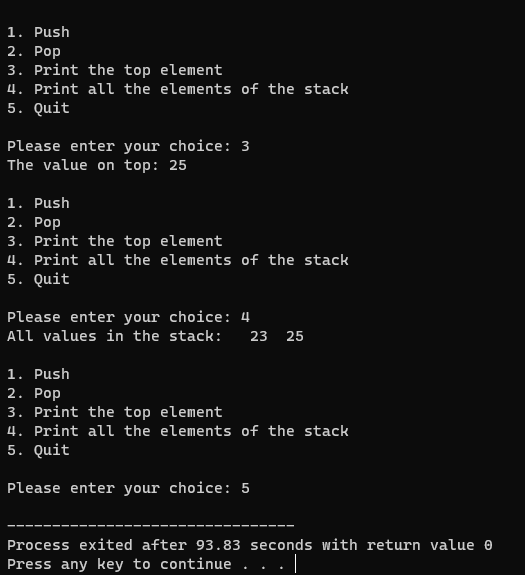 1. Push
2. Pop
3. Print the top element
4. Print all the elements of the stack
5. Quit
Please enter your choice: 3
The value on top: 25
1. Push
2. Pop
3. Print the top element
4. Print all the elements of the stack
5. Quit
Please enter your choice: 4
All values in the stack:   23  25
1. Push
2. Pop
3. Print the top element
4. Print all the elements of the stack
5. Quit
Please enter your choice: 5
--------------------------------
Process exited after 93.83 seconds with return value 0
Press any key to continue . . .